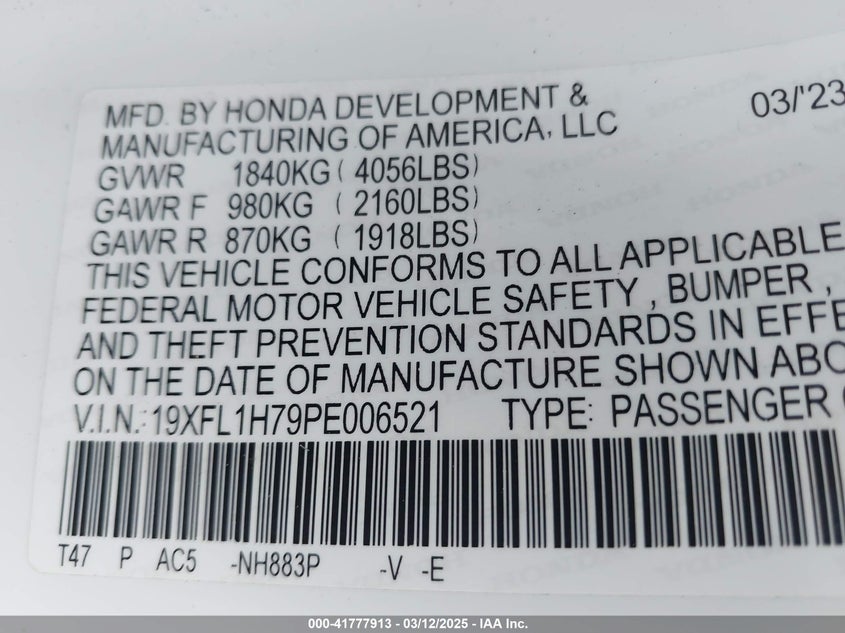 MFD. BY HONDA DEVELOPMENT & 03/'23
MANUFACTURING OF AMERICA, LLC
GVWR 1840KG ( 4056LBS)
GAWR F 980KG ( 2160LBS)
GAWR R 870KG ( 1918LBS)
THIS VEHICLE CONFORMS TO ALL APPLICABLE
FEDERAL MOTOR VEHICLE SAFETY , BUMPER ,
AND THEFT PREVENTION STANDARDS IN EFFE
ON THE DATE OF MANUFACTURE SHOWN ABO
V.I.N.: 19XFL1H79PE006521 TYPE: PASSENGER
T47 P AC5 -NH883P -V -E
000-41777913 - 03/12/2025 - IAA Inc.